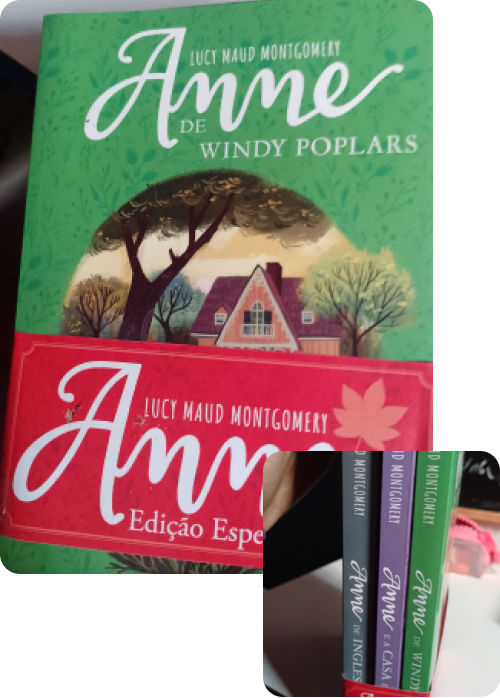 LUCY MAUD MONTGOMERY
Anne
DE
WINDY POPLARS
LUCY MAUD MONTGOMERY
Anne
Edição Espe
D MONTGOMERY
Anne DE INGLES
D MONTGOMERY
Anne E A CASA
D MONTGOMERY
Anne DE WINDY